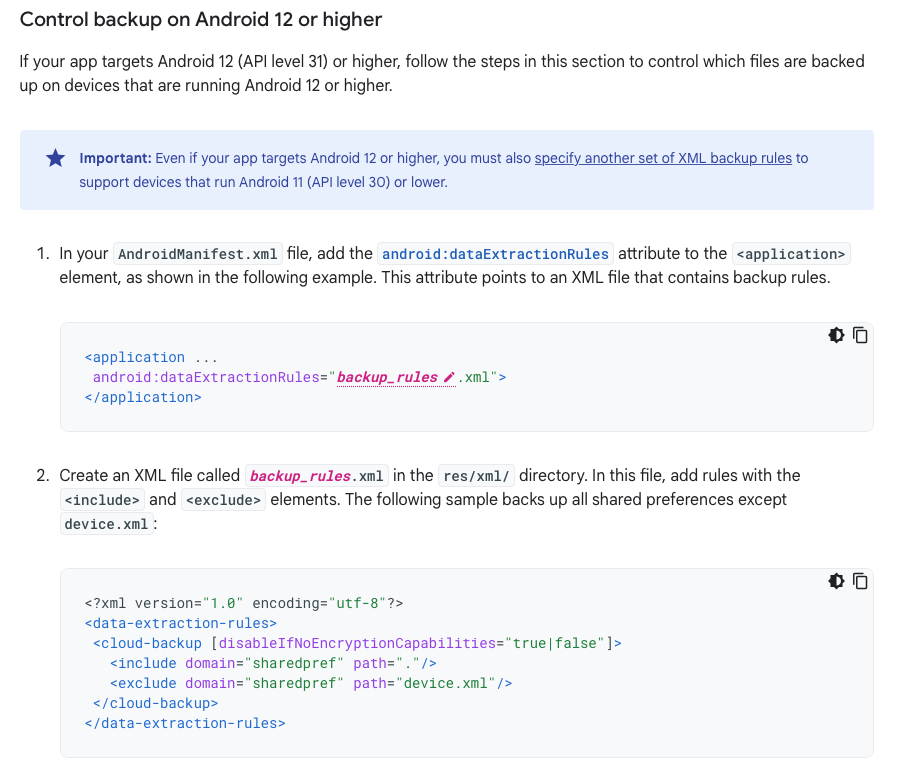 Control backup on Android 12 or higher
If your app targets Android 12 (API level 31) or higher, follow the steps in this section to control which files are backed
up on devices that are running Android 12 or higher.
Important: Even if your app targets Android 12 or higher, you must also specify another set of XML backup rules to
support devices that run Android 11 (API level 30) or lower.
1. In your AndroidManifest.xml file, add the android:dataExtractionRules attribute to the <application>
element, as shown in the following example. This attribute points to an XML file that contains backup rules.
<application ...
 android:dataExtractionRules="backup_rules.xml">
</application>
2. Create an XML file called backup_rules.xml in the res/xml/ directory. In this file, add rules with the
<include> and <exclude> elements. The following sample backs up all shared preferences except
device.xml:
<?xml version="1.0" encoding="utf-8"?>
<data-extraction-rules>
 <cloud-backup [disableIfNoEncryptionCapabilities="true|false"]>
   <include domain="sharedpref" path="."/>
   <exclude domain="sharedpref" path="device.xml"/>
 </cloud-backup>
</data-extraction-rules>